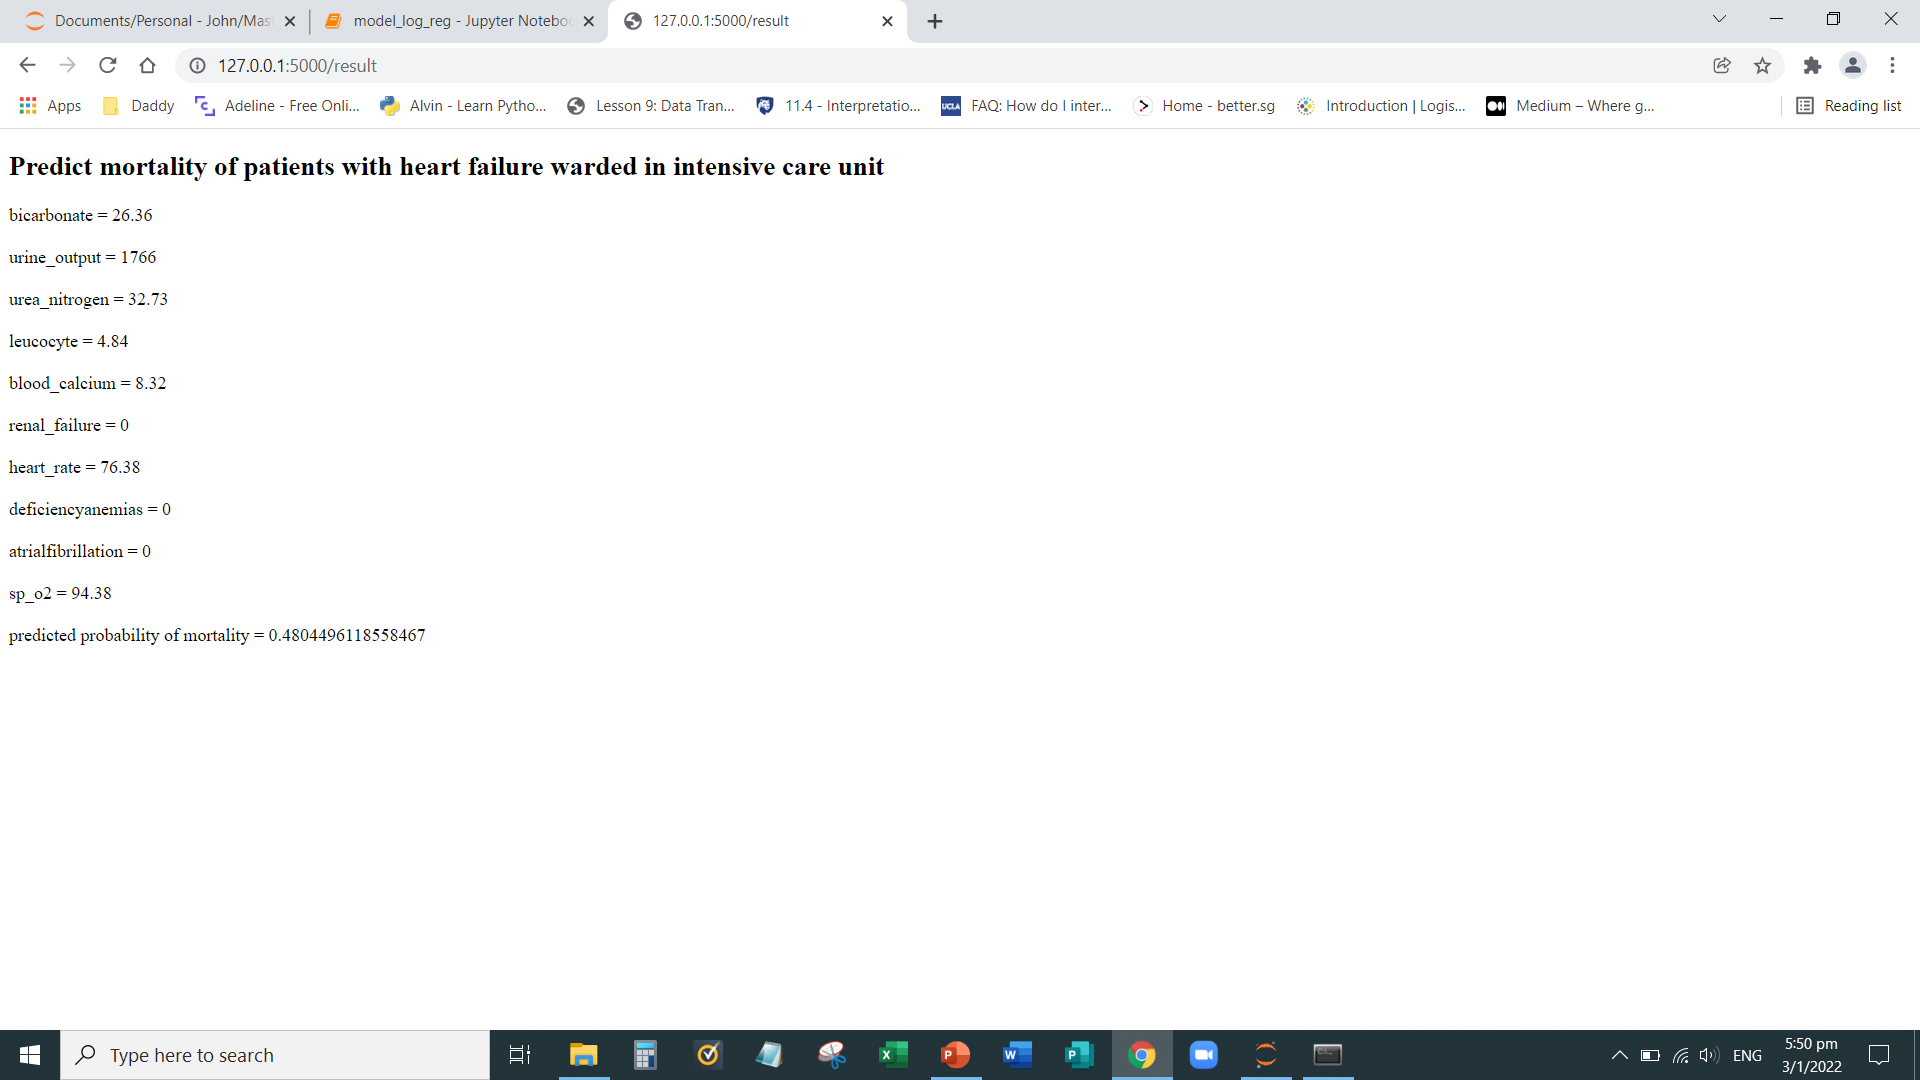 Documents/Personal - John/Mas
model_log_reg - Jupyter Notebo
127.0.0.1:5000/result
127.0.0.1:5000/result
Apps
Daddy
Adeline - Free Onli...
Alvin - Learn Pytho...
Lesson 9: Data Tran...
11.4 - Interpretatio...
UCLA
FAQ: How do I inter...
Home - better.sg
Introduction | Logis...
Medium – Where g...
Reading list
Predict mortality of patients with heart failure warded in intensive care unit
bicarbonate = 26.36
urine_output = 1766
urea_nitrogen = 32.73
leucocyte = 4.84
blood_calcium = 8.32
renal_failure = 0
heart_rate = 76.38
deficiencyanemias = 0
atrialfibrillation = 0
sp_o2 = 94.38
predicted probability of mortality = 0.4804496118558467
Type here to search
ENG
5:50 pm
3/1/2022